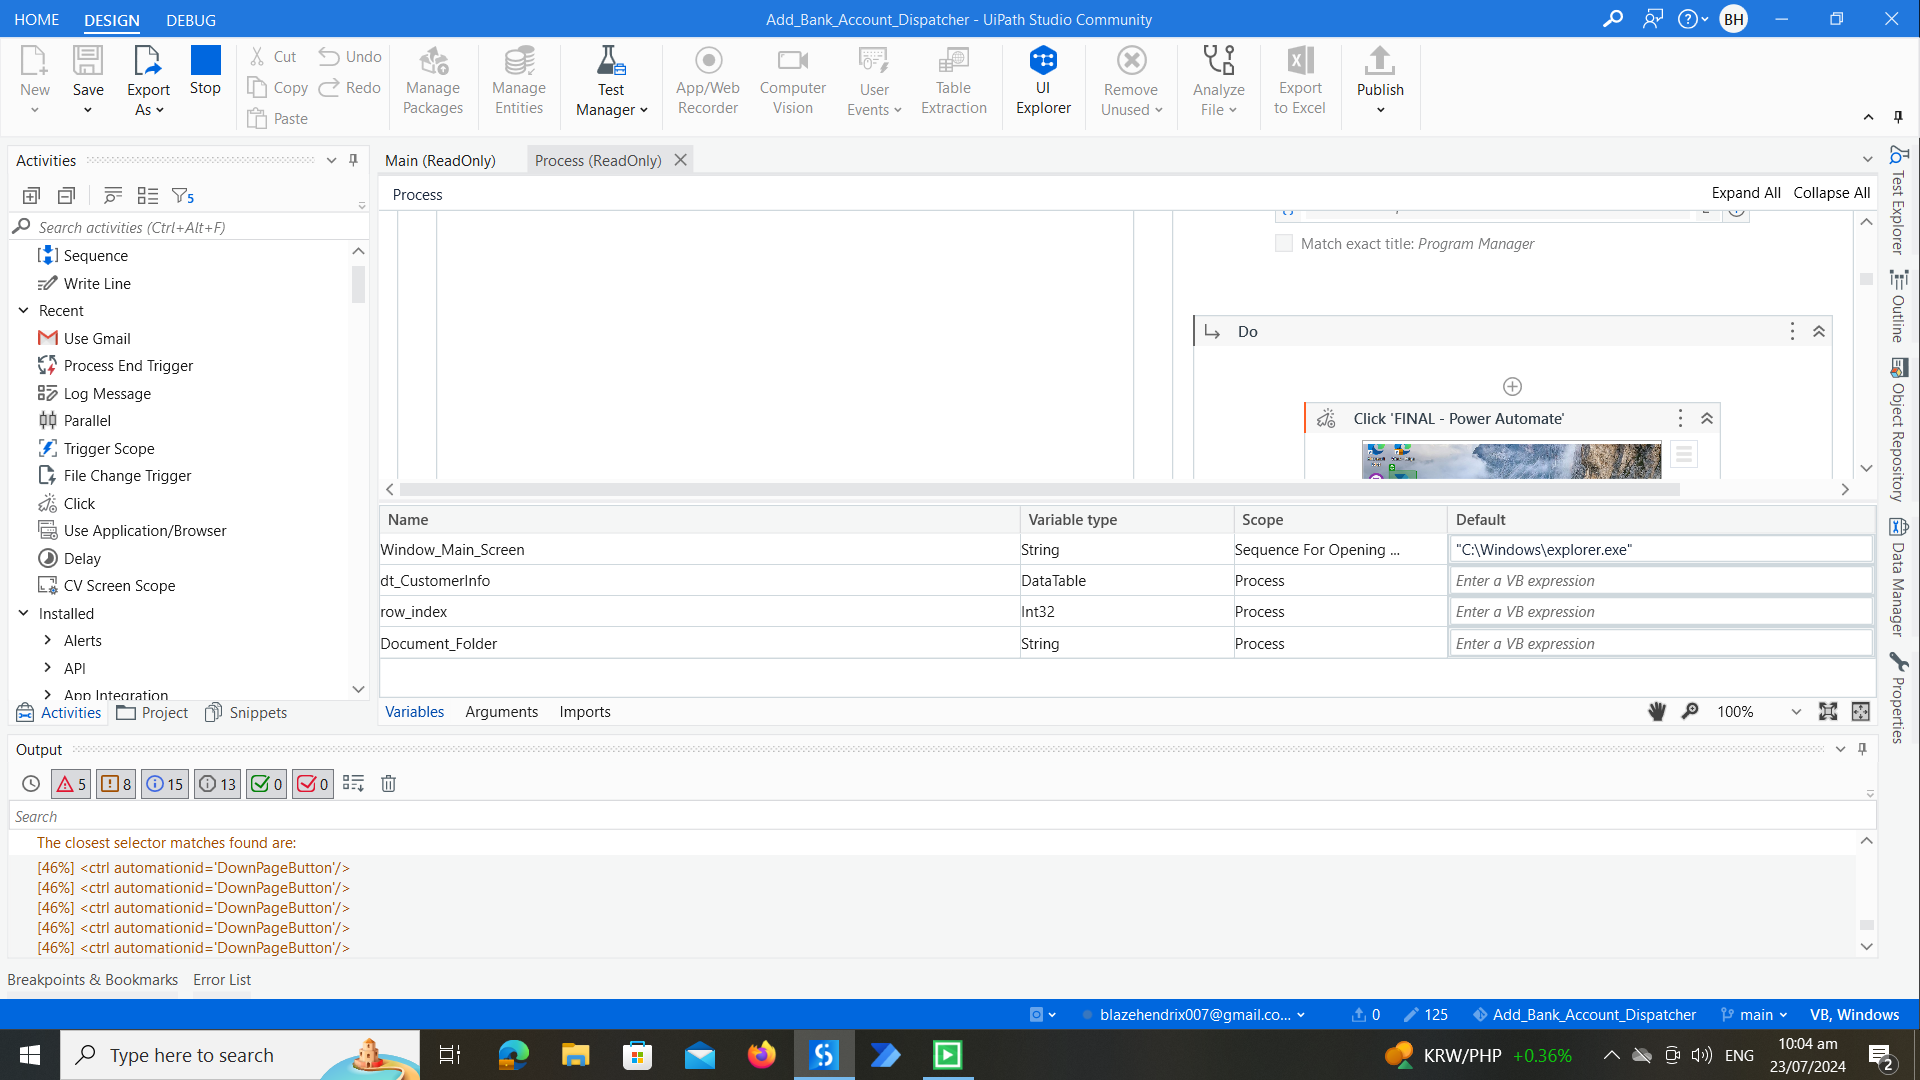 HOME DESIGN DEBUG
Add_Bank_Account_Dispatcher - UiPath Studio Community
BH
New
Save
Export As
Stop
Cut
Copy
Paste
Undo
Redo
Manage Packages
Manage Entities
Test Manager
App/Web Recorder
Computer Vision
User Events
Table Extraction
UI Explorer
Remove Unused
Analyze File
Export to Excel
Publish
Activities
5
Search activities (Ctrl+Alt+F)
Sequence
Write Line
Recent
Use Gmail
Process End Trigger
Log Message
Parallel
Trigger Scope
File Change Trigger
Click
Use Application/Browser
Delay
CV Screen Scope
Installed
Alerts
API
App Integration
Activities Project Snippets
Main (ReadOnly) Process (ReadOnly)
Process
Expand All Collapse All
Match exact title: Program Manager
Do
Click 'FINAL - Power Automate'
Name Variable type Scope Default
Window_Main_Screen String Sequence For Opening ... "C:\Windows\explorer.exe"
dt_CustomerInfo DataTable Process Enter a VB expression
row_index Int32 Process Enter a VB expression
Document_Folder String Process Enter a VB expression
Variables Arguments Imports
100%
Test Explorer
Outline
Object Repository
Data Manager
Properties
Output
5 8 15 13 0 0
Search
The closest selector matches found are:
[46%] <ctrl automationid='DownPageButton'/>
[46%] <ctrl automationid='DownPageButton'/>
[46%] <ctrl automationid='DownPageButton'/>
[46%] <ctrl automationid='DownPageButton'/>
[46%] <ctrl automationid='DownPageButton'/>
Breakpoints & Bookmarks Error List
blazehendrix007@gmail.co... 0 125 Add_Bank_Account_Dispatcher main VB, Windows
Type here to search
KRW/PHP +0.36%
ENG
10:04 am
23/07/2024
2